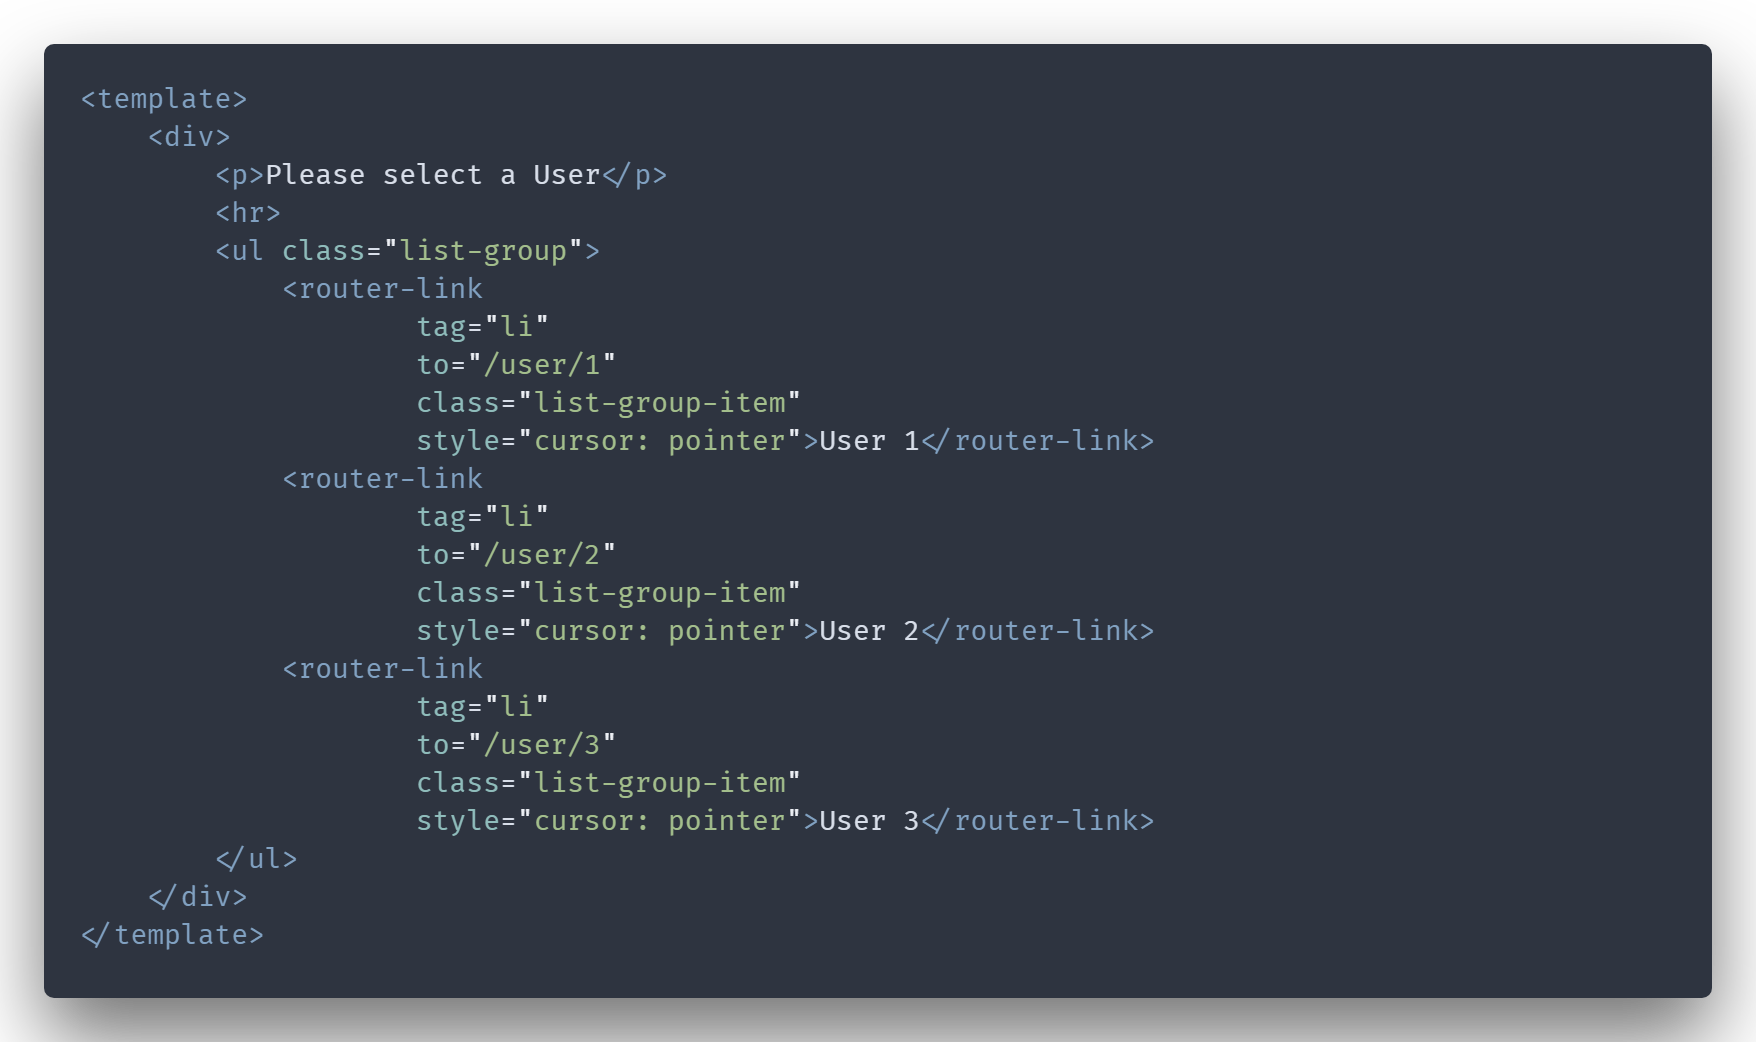 <template>
    <div>
        <p>Please select a User</p>
        <hr>
        <ul class="list-group">
            <router-link
                    tag="li"
                    to="/user/1"
                    class="list-group-item"
                    style="cursor: pointer">User 1</router-link>
            <router-link
                    tag="li"
                    to="/user/2"
                    class="list-group-item"
                    style="cursor: pointer">User 2</router-link>
            <router-link
                    tag="li"
                    to="/user/3"
                    class="list-group-item"
                    style="cursor: pointer">User 3</router-link>
        </ul>
    </div>
</template>